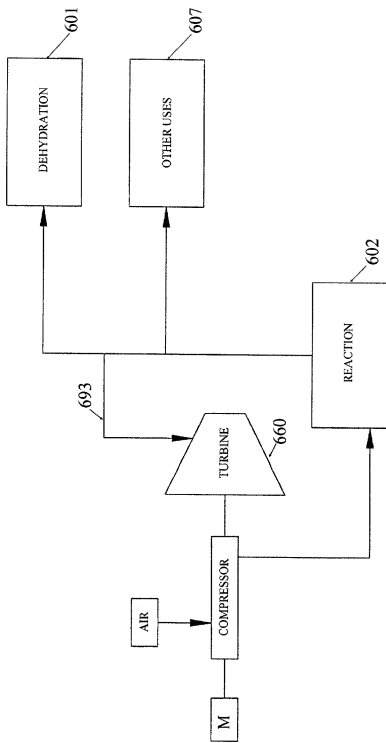 601
DEHYDRATION
607
OTHER USES
602
REACTION
693
TURBINE
660
AIR
COMPRESSOR
M